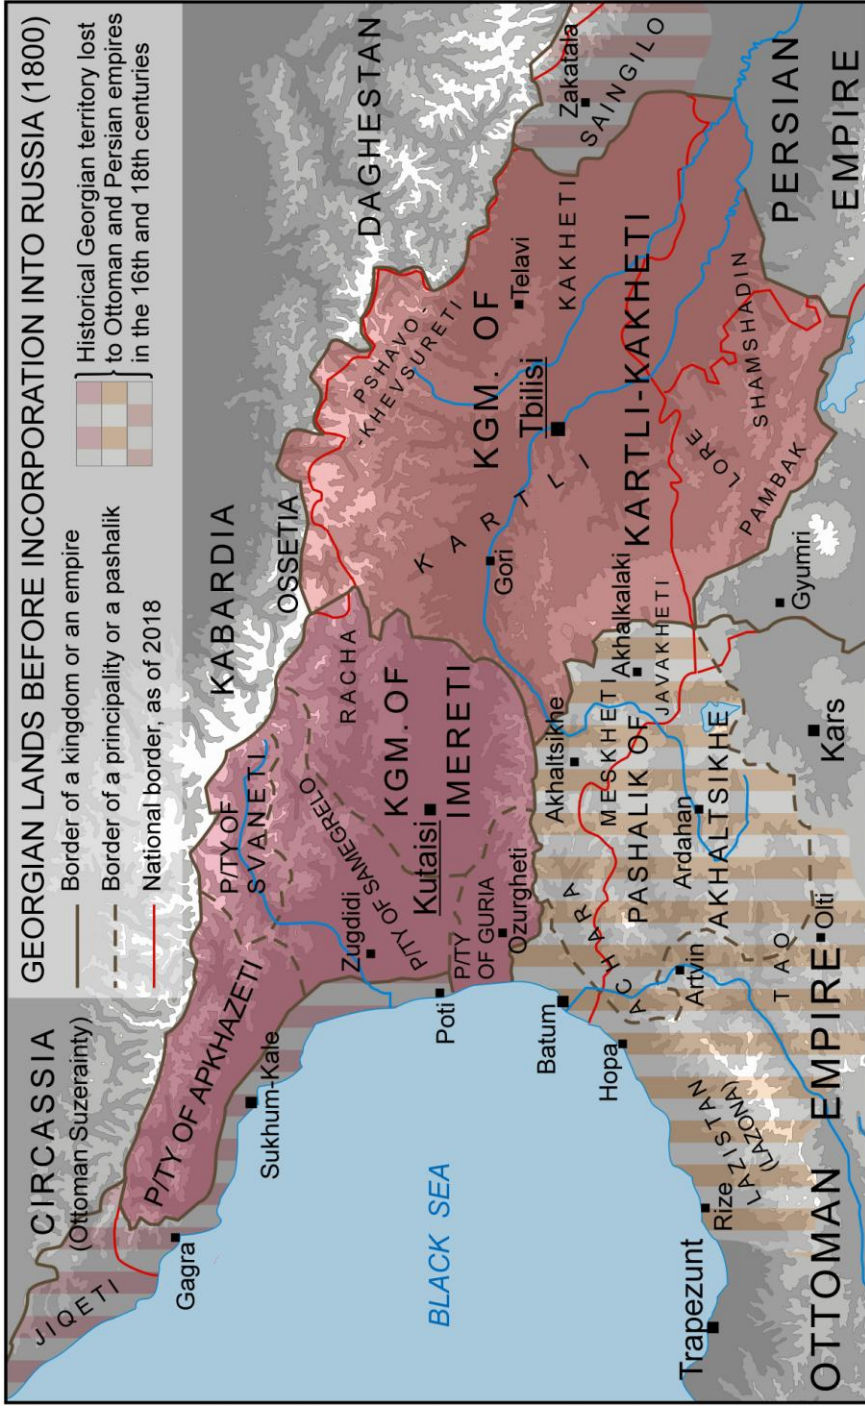 GEORGIAN LANDS BEFORE INCORPORATION INTO RUSSIA (1800)
Border of a kingdom or an empire
Border of a principality or a pashalik
National border, as of 2018
Historical Georgian territory lost
to Ottoman and Persian empires
in the 16th and 18th centuries
CIRCASSIA
(Ottoman Suzerainty)
JIQETI
Gagra
P/TY OF APKHAZETI
Sukhum-Kale
KABARDIA
P/TY OF
SVANETI
OSSETIA
DAGHESTAN
RACHA
Zugdidi
P/TY OF SAMEGRELO
KGM. OF
IMERETI
Kutaisi
Poti
P/TY
OF GURIA
Ozurgheti
BLACK SEA
PSHAVO-
-KHEVSURETI
KGM. OF
KARTLI-KAKHETI
Telavi
Tbilisi
KAKHETI
KARTLI
Gori
Zakatala
SAINGILO
PERSIAN
EMPIRE
LORE
SHAMSHADIN
PAMBAK
Gyumri
Akhaltsikhe
Akhalkalaki
MESKHETI
JAVAKHETI
PASHALIK OF
AKHALTSIKHE
Ardahan
Kars
ACHARA
Batum
Hopa
Artvin
TAO
Olti
LAZISTAN
(LAZONA)
Rize
Trapezunt
OTTOMAN EMPIRE